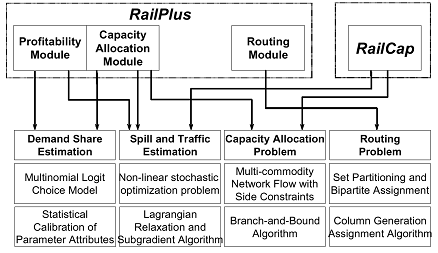 RailPlus
Profitability
Module
Capacity
Allocation
Module
Routing
Module
RailCap
Demand Share
Estimation
Spill and Traffic
Estimation
Capacity Allocation
Problem
Routing
Problem
Multinomial Logit
Choice Model
Non-linear stochastic
optimization problem
Multi-commodity
Network Flow with
Side Constraints
Set Partitioning and
Bipartite Assignment
Statistical
Calibration of
Parameter Attributes
Lagrangian
Relaxation and
Subgradient Algorithm
Branch-and-Bound
Algorithm
Column Generation
Assignment Algorithm